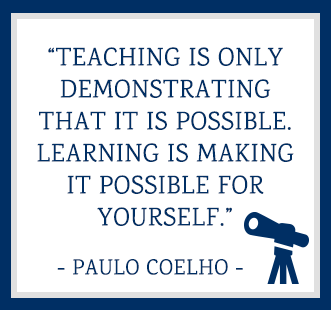 “TEACHING IS ONLY
DEMONSTRATING
THAT IT IS POSSIBLE.
LEARNING IS MAKING
IT POSSIBLE FOR
YOURSELF.”
- PAULO COELHO -